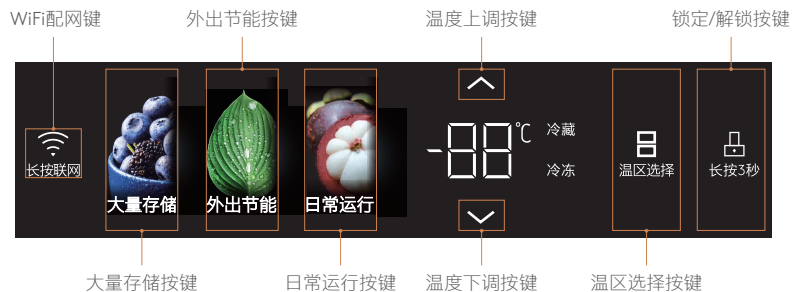 WiFi配网键 外出节能按键 温度上调按键 锁定/解锁按键
-88℃ 冷藏
冷冻
长按联网 温区选择 长按3秒
大量存储 外出节能 日常运行
大量存储按键 日常运行按键 温度下调按键 温区选择按键